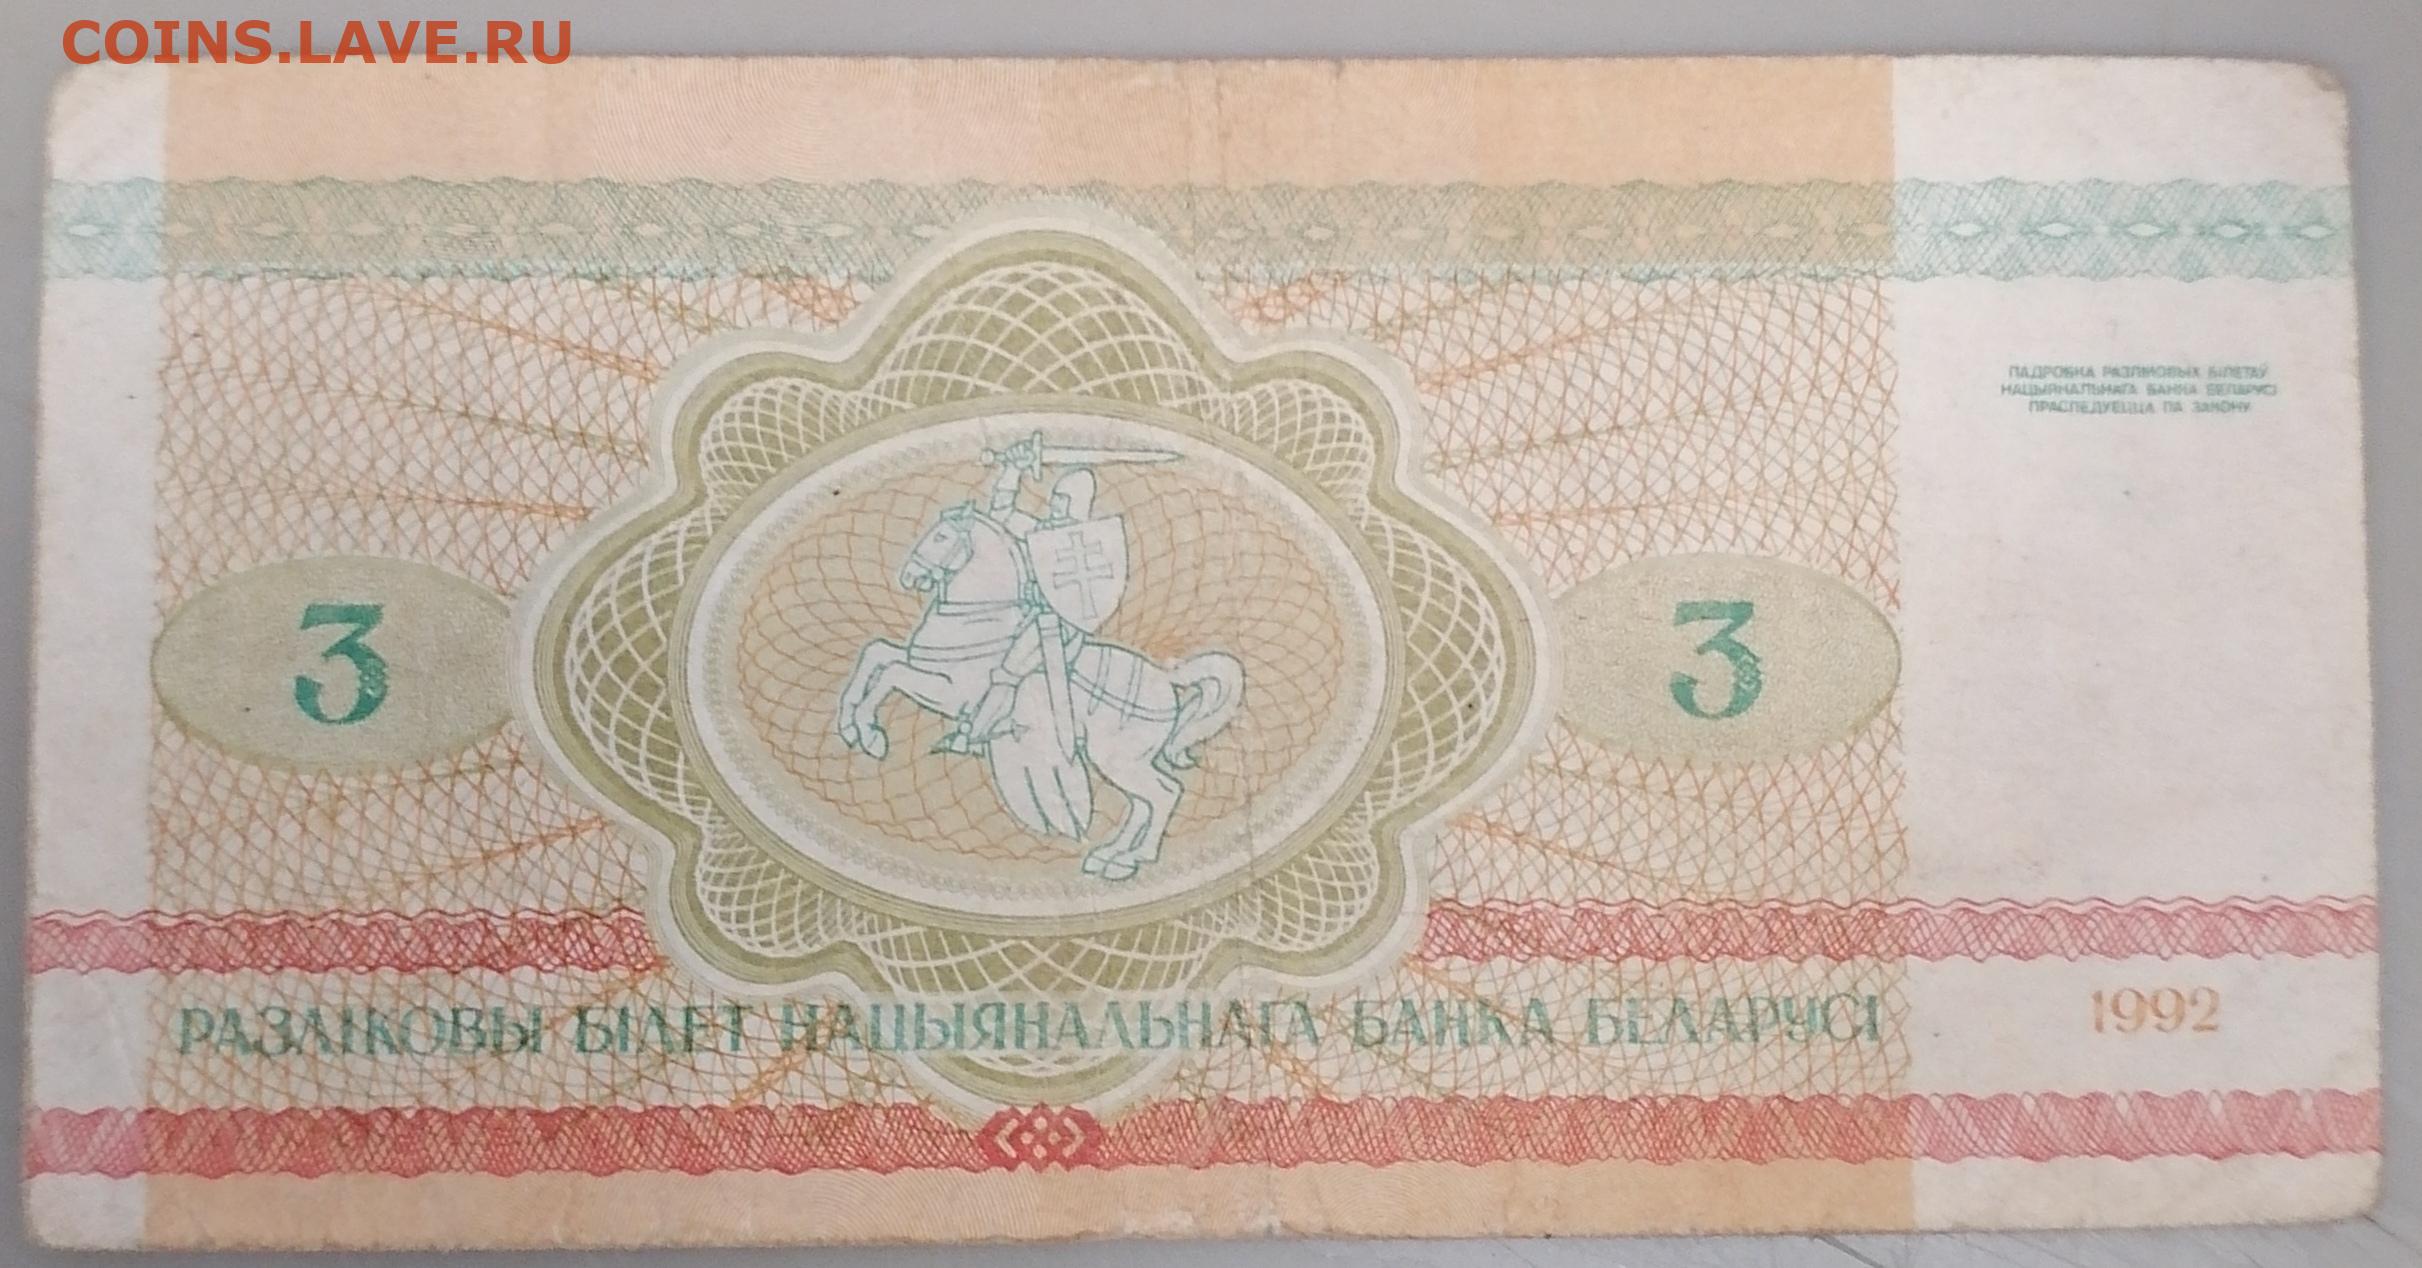 COINS.LAVE.RU
ПАДРОБКА РАЗЛІКОВЫХ БІЛЕТАЎ
НАЦЫЯНАЛЬНАГА БАНКА БЕЛАРУСІ
ПРАСЛЕДУЕЦЦА ПА ЗАКОНУ
3
3
РАЗЛІКОВЫ БІЛЕТ НАЦЫЯНАЛЬНАГА БАНКА БЕЛАРУСІ
1992